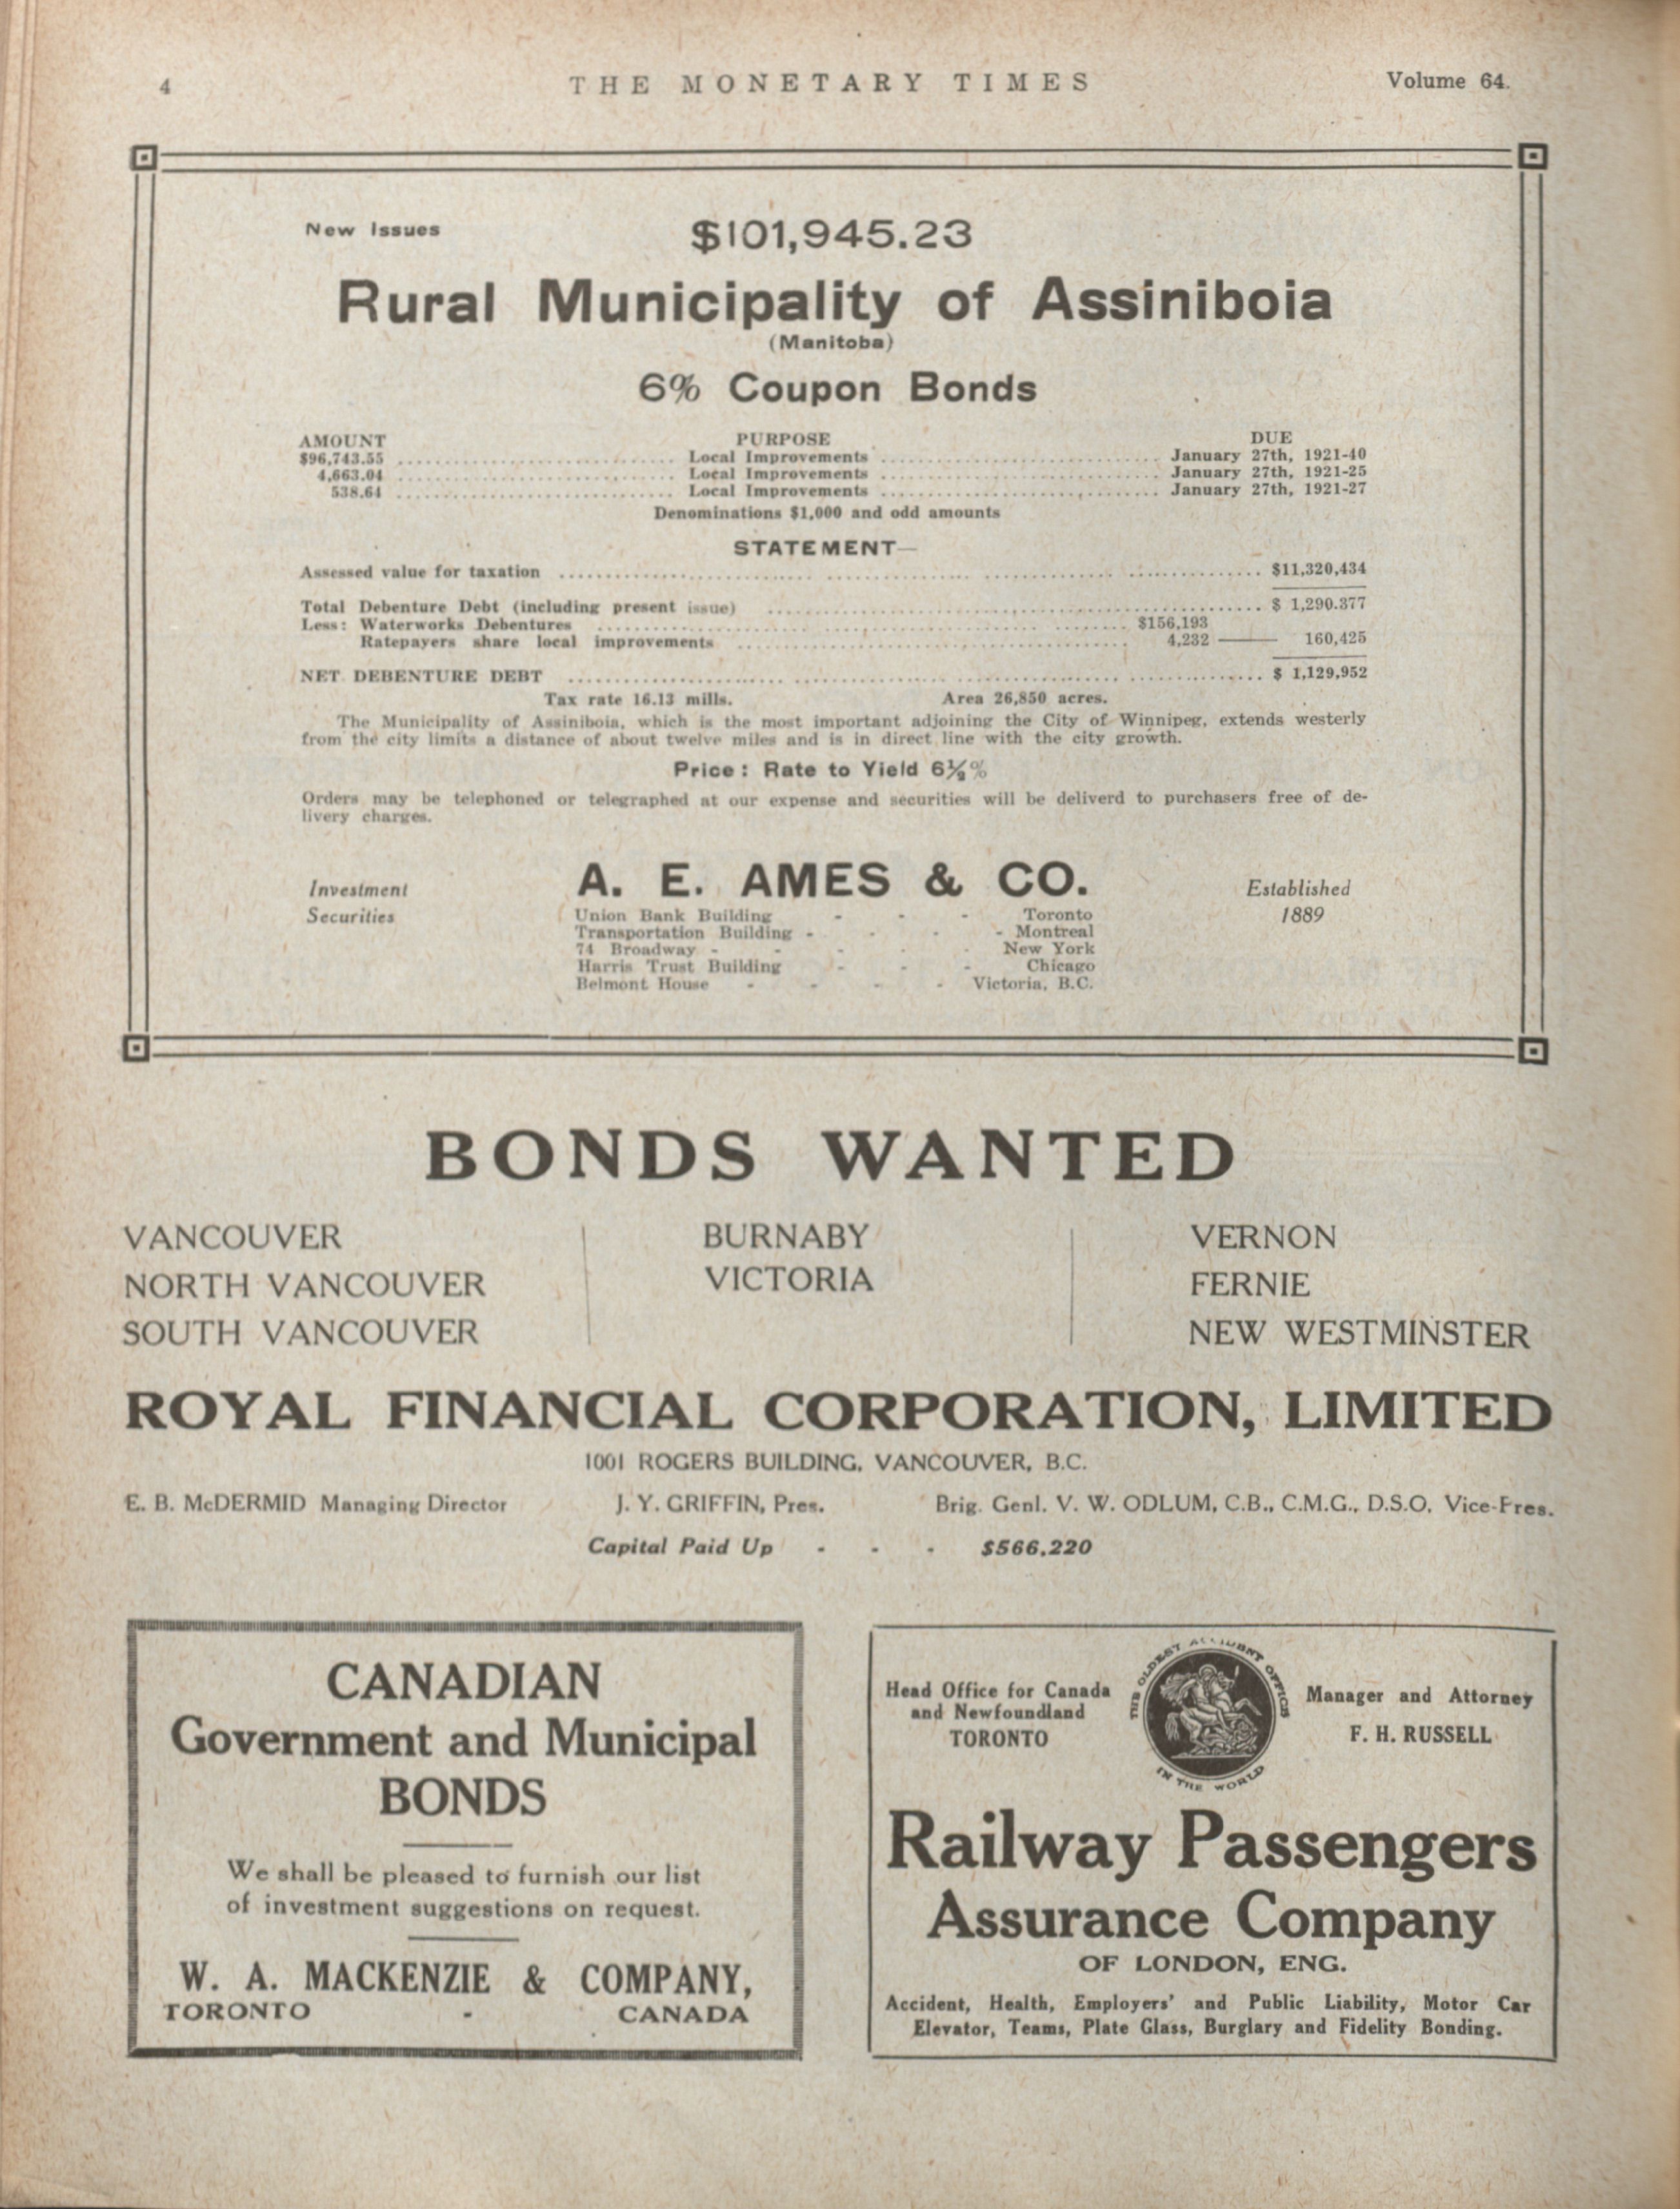 4 THE MONETARY TIMES Volume 64.
New Issues
$101,945.23
Rural Municipality of Assiniboia
(Manitoba)
6% Coupon Bonds
AMOUNT PURPOSE DUE
$96,743.55 Local Improvements January 27th, 1921-40
4,663.04 Local Improvements January 27th, 1921-25
538.64 Local Improvements January 27th, 1921-27
Denominations $1,000 and odd amounts
STATEMENT—
Assessed value for taxation $11,320,434
Total Debenture Debt (including present issue) $ 1,290.377
Less: Waterworks Debentures $156,193
Ratepayers share local improvements 4,232 160,425
NET DEBENTURE DEBT $ 1,129,952
Tax rate 16.13 mills. Area 26,850 acres.
The Municipality of Assiniboia, which is the most important adjoining the City of Winnipeg, extends westerly
from the city limits a distance of about twelve miles and is in direct line with the city growth.
Price: Rate to Yield 6½%
Orders may be telephoned or telegraphed at our expense and securities will be deliverd to purchasers free of de-
livery charges.
Investment
Securities
A. E. AMES & CO.
Union Bank Building - - - Toronto
Transportation Building - - - - Montreal
74 Broadway - - - - - New York
Harris Trust Building - - - Chicago
Belmont House - - - - Victoria, B.C.
Established
1889
BONDS WANTED
VANCOUVER
NORTH VANCOUVER
SOUTH VANCOUVER
BURNABY
VICTORIA
VERNON
FERNIE
NEW WESTMINSTER
ROYAL FINANCIAL CORPORATION, LIMITED
1001 ROGERS BUILDING, VANCOUVER, B.C.
E. B. McDERMID Managing Director J. Y. GRIFFIN, Pres. Brig. Genl. V. W. ODLUM, C.B., C.M.G., D.S.O. Vice-Pres.
Capital Paid Up - - - $566,220
CANADIAN
Government and Municipal
BONDS
We shall be pleased to furnish our list
of investment suggestions on request.
W. A. MACKENZIE & COMPANY,
TORONTO - CANADA
Head Office for Canada
and Newfoundland
TORONTO
THE OLDEST ACCIDENT OFFICE
IN THE WORLD
Manager and Attorney
F. H. RUSSELL
Railway Passengers
Assurance Company
OF LONDON, ENG.
Accident, Health, Employers' and Public Liability, Motor Car
Elevator, Teams, Plate Glass, Burglary and Fidelity Bonding.